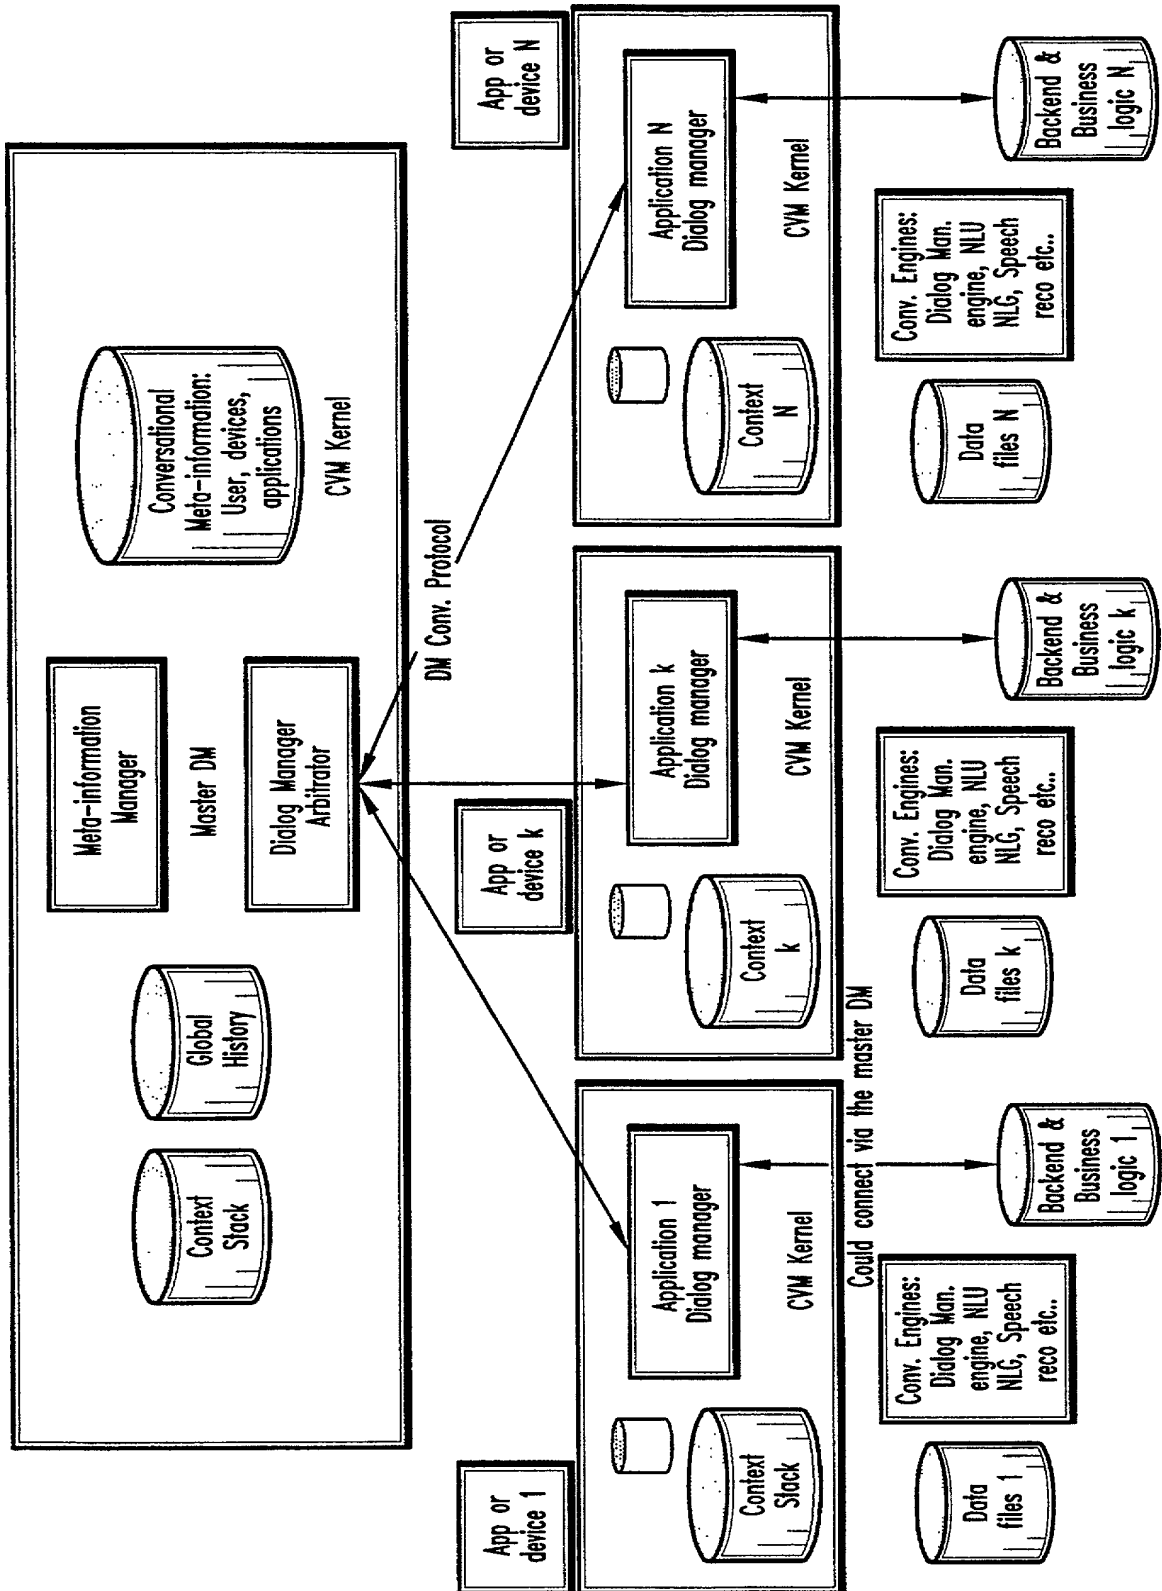 Context
Stack
Global
History
Meta-information
Manager
Master DM
Dialog Manager
Arbitrator
Conversational
Meta-information:
User, devices,
applications
CVM Kernel
DM Conv. Protocol
App or
device 1
Application 1
Dialog manager
Context
Stack
CVM Kernel
Could connect via the master DM
Data
files 1
Conv. Engines:
Dialog Man.
engine, NLU
NLG, Speech
reco etc..
Backend &
Business
logic 1
App or
device k
Application k
Dialog manager
Context
k
CVM Kernel
Data
files k
Conv. Engines:
Dialog Man.
engine, NLU
NLG, Speech
reco etc..
Backend &
Business
logic k
App or
device N
Application N
Dialog manager
Context
N
CVM Kernel
Data
files N
Conv. Engines:
Dialog Man.
engine, NLU
NLG, Speech
reco etc..
Backend &
Business
logic N